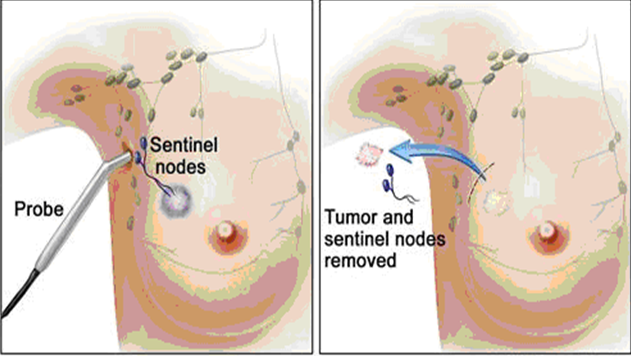 Sentinel
nodes
Probe
Tumor and
sentinel nodes
removed